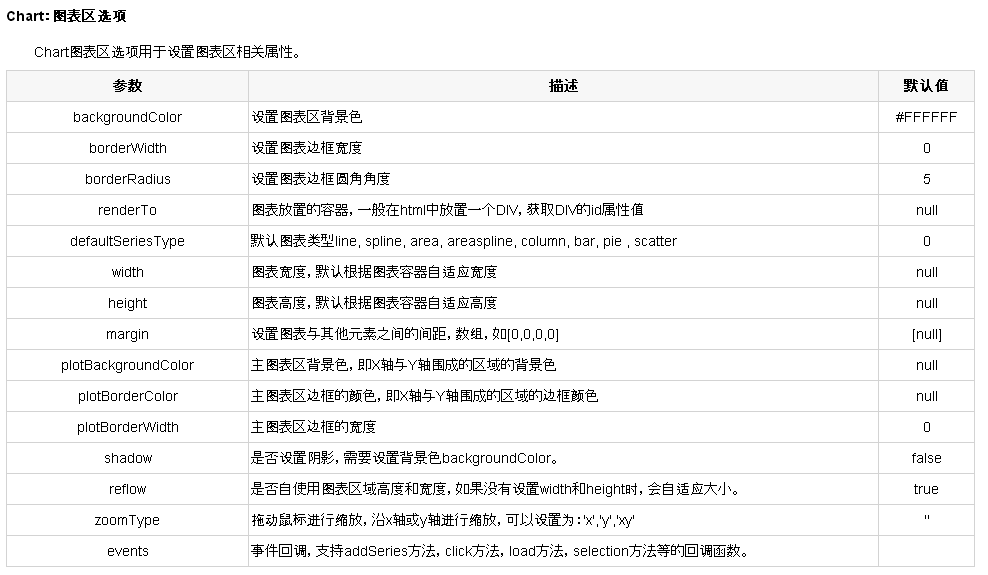 Chart：图表区选项
Chart图表区选项用于设置图表区相关属性。
参数 描述 默认值
backgroundColor 设置图表区背景色 #FFFFFF
borderWidth 设置图表边框宽度 0
borderRadius 设置图表边框圆角角度 5
renderTo 图表放置的容器，一般在html中放置一个DIV，获取DIV的id属性值 null
defaultSeriesType 默认图表类型line, spline, area, areaspline, column, bar, pie , scatter 0
width 图表宽度，默认根据图表容器自适应宽度 null
height 图表高度，默认根据图表容器自适应高度 null
margin 设置图表与其他元素之间的间距，数组，如[0,0,0,0] [null]
plotBackgroundColor 主图表区背景色，即X轴与Y轴围成的区域的背景色 null
plotBorderColor 主图表区边框的颜色，即X轴与Y轴围成的区域的边框颜色 null
plotBorderWidth 主图表区边框的宽度 0
shadow 是否设置阴影，需要设置背景色backgroundColor。 false
reflow 是否自使用图表区域高度和宽度，如果没有设置width和height时，会自适应大小。 true
zoomType 拖动鼠标进行缩放，沿x轴或y轴进行缩放，可以设置为：'x','y','xy' ''
events 事件回调，支持addSeries方法，click方法，load方法，selection方法等的回调函数。